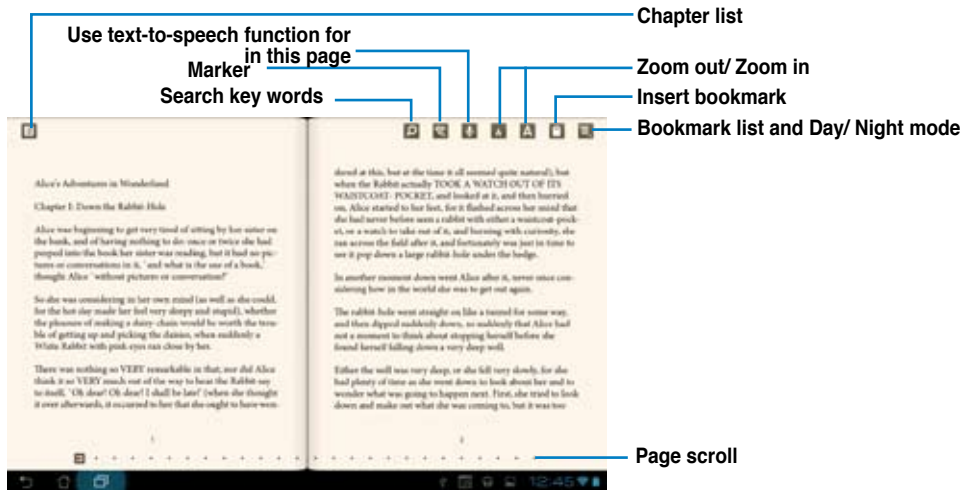 Chapter list
Use text-to-speech function for
in this page
Marker
Search key words
Zoom out/ Zoom in
Insert bookmark
Bookmark list and Day/ Night mode
Alice's Adventures in Wonderland
Chapter I: Down the Rabbit-Hole
Alice was beginning to get very tired of sitting by her sister on
the bank, and of having nothing to do: once or twice she had
peeped into the book her sister was reading, but it had no pic-
tures or conversations in it, `and what is the use of a book,'
thought Alice `without pictures or conversation?'
So she was considering in her own mind (as well as she could,
for the hot day made her feel very sleepy and stupid), whether
the pleasure of making a daisy-chain would be worth the trou-
ble of getting up and picking the daisies, when suddenly a
White Rabbit with pink eyes ran close by her.
There was nothing so VERY remarkable in that; nor did Alice
think it so VERY much out of the way to hear the Rabbit say
to itself, `Oh dear! Oh dear! I shall be late!' (when she thought
it over afterwards, it occurred to her that she ought to have won-
1
dered at this, but at the time it all seemed quite natural); but
when the Rabbit actually TOOK A WATCH OUT OF ITS
WAISTCOAT- POCKET, and looked at it, and then hurried
on, Alice started to her feet, for it flashed across her mind that
she had never before seen a rabbit with either a waistcoat-pock-
et, or a watch to take out of it, and burning with curiosity, she
ran across the field after it, and fortunately was just in time to
see it pop down a large rabbit-hole under the hedge.
In another moment down went Alice after it, never once con-
sidering how in the world she was to get out again.
The rabbit-hole went straight on like a tunnel for some way,
and then dipped suddenly down, so suddenly that Alice had
not a moment to think about stopping herself before she
found herself falling down a very deep well.
Either the well was very deep, or she fell very slowly, for she
had plenty of time as she went down to look about her and to
wonder what was going to happen next. First, she tried to look
down and make out what she was coming to, but it was too
2
Page scroll
12:45